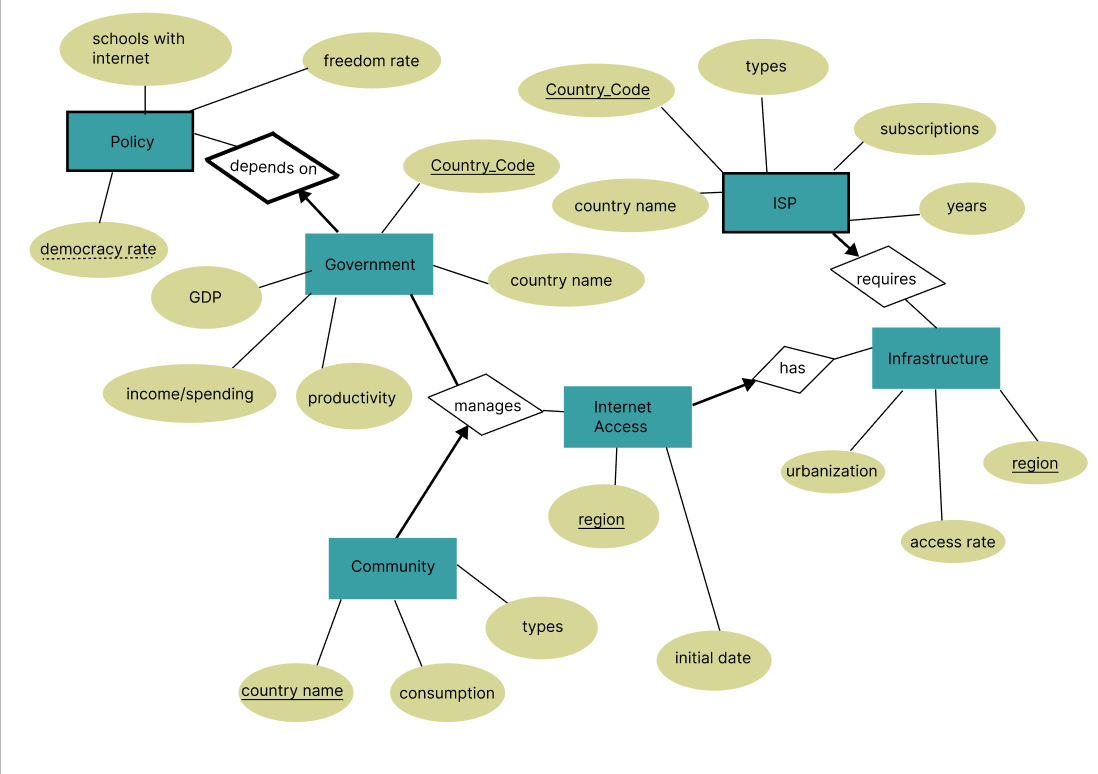 schools with
internet
freedom rate
types
Country_Code
subscriptions
Policy
depends on
Country_Code
country name
ISP
years
democracy rate
Government
GDP
country name
requires
income/spending
productivity
manages
Internet
Access
has
Infrastructure
urbanization
region
region
access rate
Community
types
initial date
country name
consumption